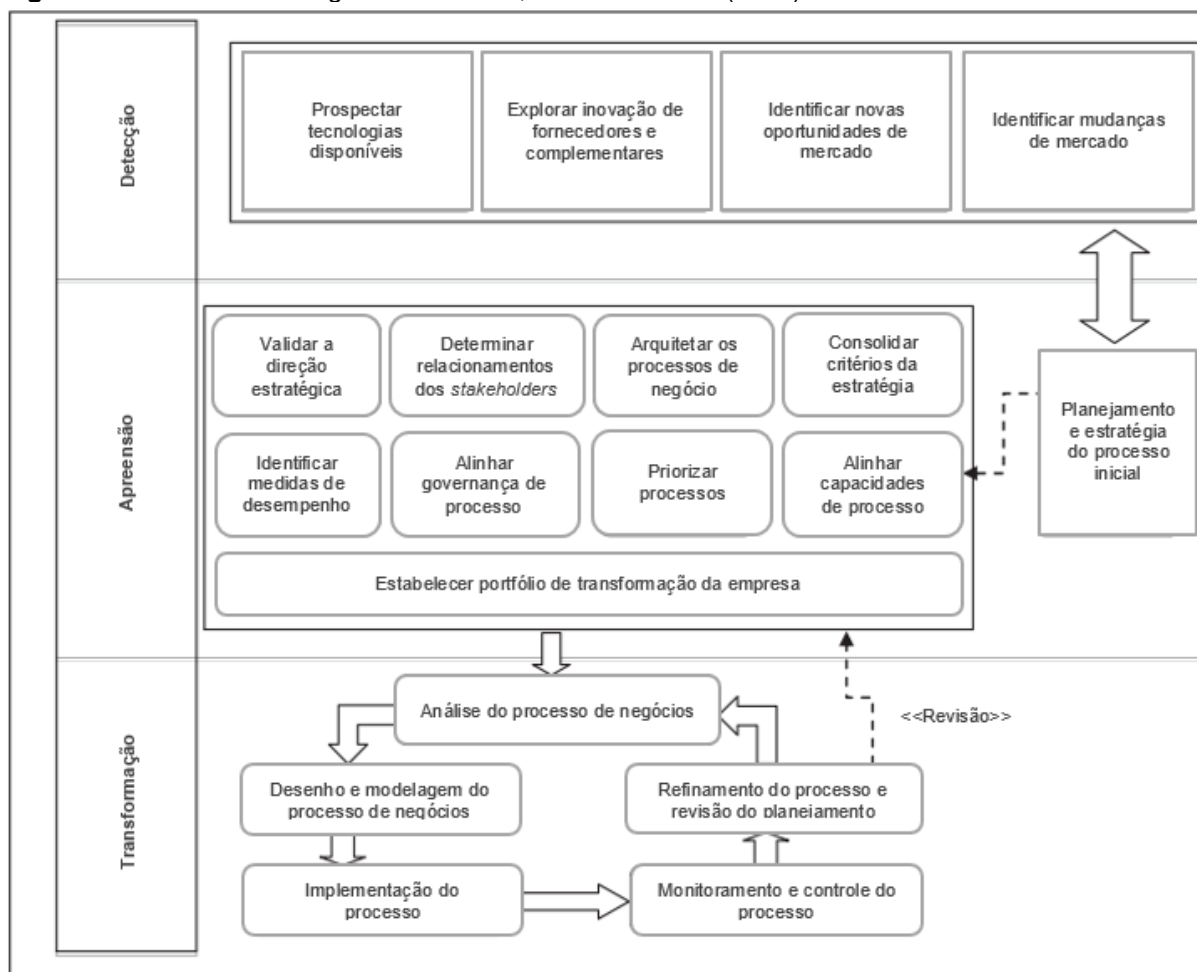 Detecção
Prospectar
tecnologias
disponíveis
Explorar inovação de
fornecedores e
complementares
Identificar novas
oportunidades de
mercado
Identificar mudanças
de mercado
Apreensão
Validar a
direção
estratégica
Determinar
relacionamentos
dos stakeholders
Arquitetar os
processos de
negócio
Consolidar
critérios da
estratégia
Identificar
medidas de
desempenho
Alinhar
governança de
processo
Priorizar
processos
Alinhar
capacidades
de processo
Estabelecer portfólio de transformação da empresa
Planejamento
e estratégia
do processo
inicial
Transformação
Análise do processo de negócios
<<Revisão>>
Desenho e modelagem do
processo de negócios
Refinamento do processo e
revisão do planejamento
Implementação do
processo
Monitoramento e controle do
processo